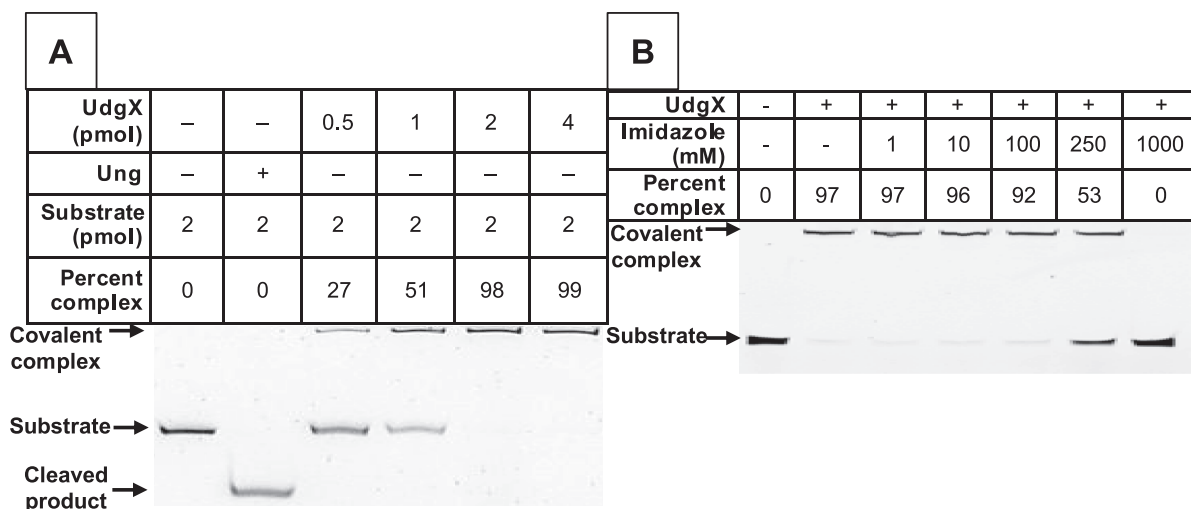 A
UdgX
(pmol) – – 0.5 1 2 4
Ung – + – – – –
Substrate
(pmol) 2 2 2 2 2 2
Percent
complex 0 0 27 51 98 99
Covalent
complex
Substrate
Cleaved
product
B
UdgX - + + + + + +
Imidazole
(mM) - - 1 10 100 250 1000
Percent
complex 0 97 97 96 92 53 0
Covalent
complex
Substrate